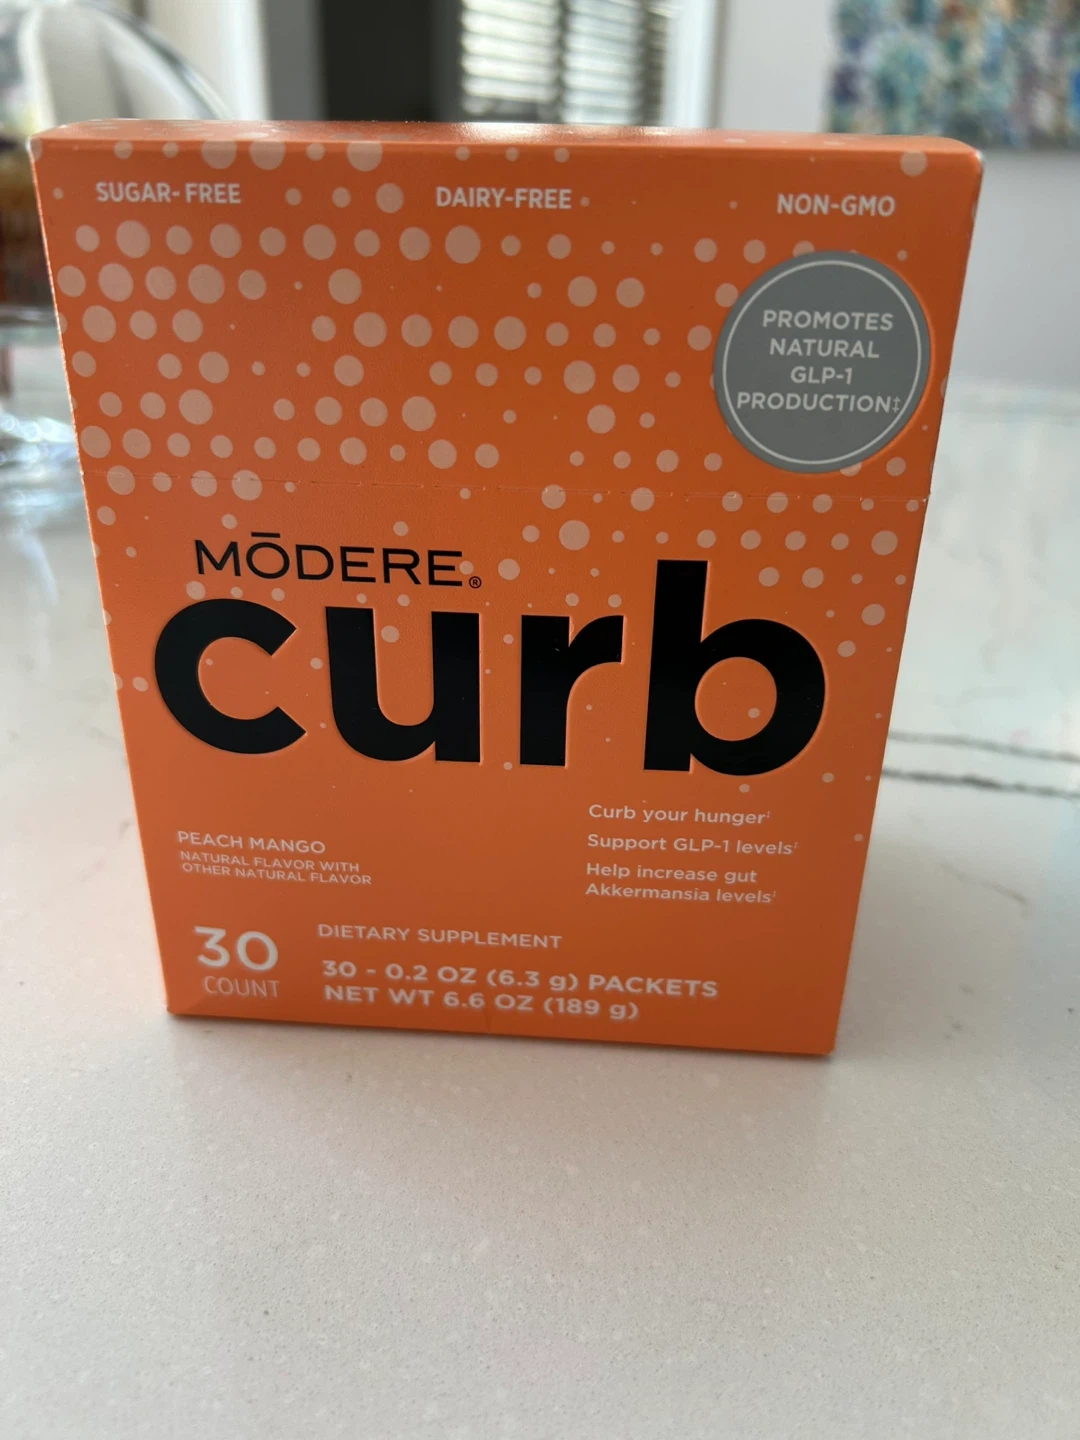 SUGAR-FREE
DAIRY-FREE
NON-GMO
PROMOTES
NATURAL
GLP-1
PRODUCTION‡
MŌDERE®
curb
Curb your hunger‡
Support GLP-1 levels‡
Help increase gut
Akkermansia levels‡
PEACH MANGO
NATURAL FLAVOR WITH
OTHER NATURAL FLAVOR
30
COUNT
DIETARY SUPPLEMENT
30 - 0.2 OZ (6.3 g) PACKETS
NET WT 6.6 OZ (189 g)